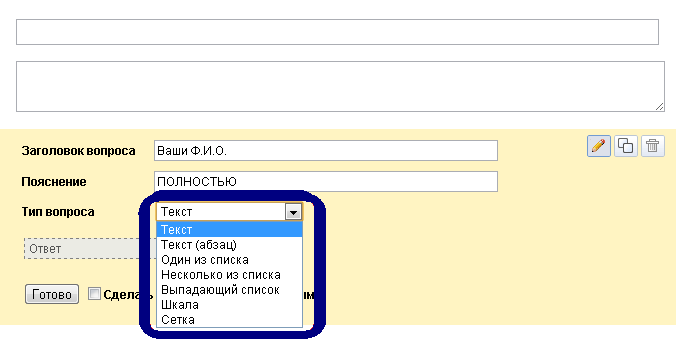 Заголовок вопроса Ваши Ф.И.О.
Пояснение ПОЛНОСТЬЮ
Тип вопроса Текст
Текст
Ответ Текст (абзац)
Один из списка
Несколько из списка
Готово Сделать Выпадающий список
Шкала
Сетка